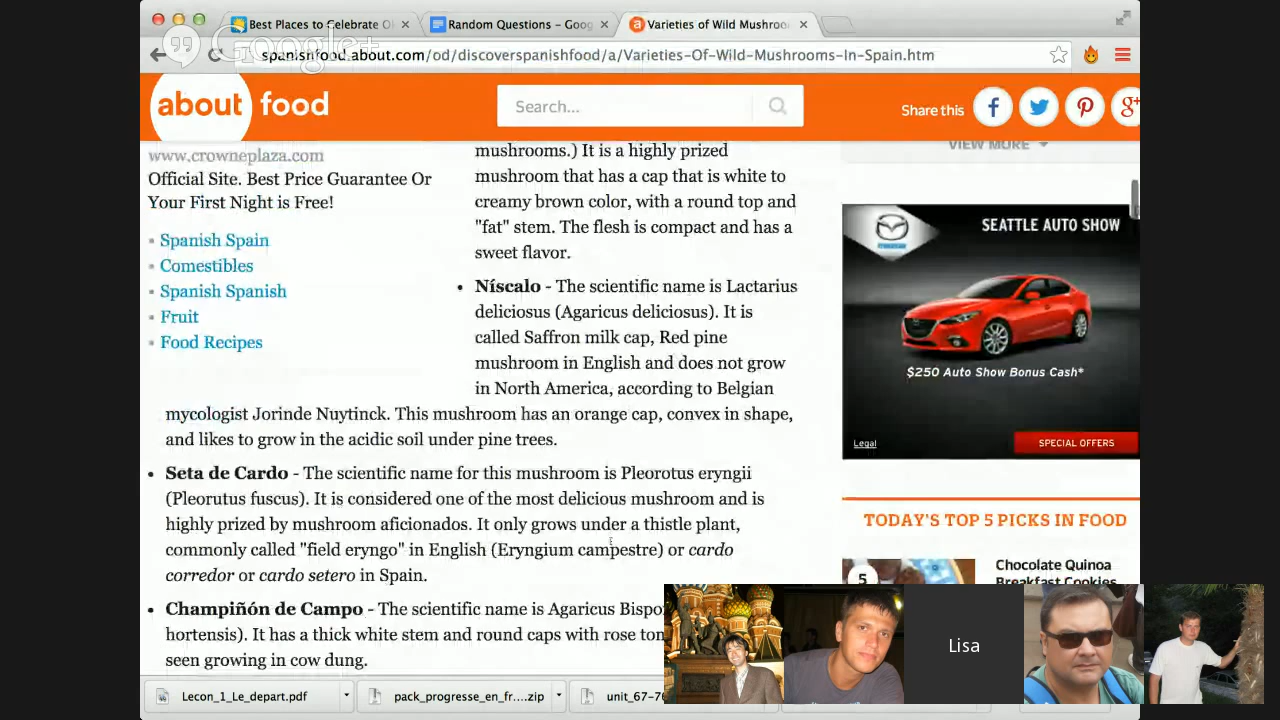 Best Places to Celebrate O
Random Questions – Goog
Varieties of Wild Mushroo
Google+
spanishfood.about.com/od/discoverspanishfood/a/Varieties-Of-Wild-Mushrooms-In-Spain.htm
about food
Search...
Share this
www.crowneplaza.com
Official Site. Best Price Guarantee Or
Your First Night is Free!
Spanish Spain
Comestibles
Spanish Spanish
Fruit
Food Recipes
mushrooms.) It is a highly prized
mushroom that has a cap that is white to
creamy brown color, with a round top and
"fat" stem. The flesh is compact and has a
sweet flavor.
• Níscalo - The scientific name is Lactarius
deliciosus (Agaricus deliciosus). It is
called Saffron milk cap, Red pine
mushroom in English and does not grow
in North America, according to Belgian
mycologist Jorinde Nuytinck. This mushroom has an orange cap, convex in shape,
and likes to grow in the acidic soil under pine trees.
• Seta de Cardo - The scientific name for this mushroom is Pleorotus eryngii
(Pleorutus fuscus). It is considered one of the most delicious mushroom and is
highly prized by mushroom aficionados. It only grows under a thistle plant,
commonly called "field eryngo" in English (Eryngium campestre) or cardo
corredor or cardo setero in Spain.
• Champiñón de Campo - The scientific name is Agaricus Bispo
hortensis). It has a thick white stem and round caps with rose ton
seen growing in cow dung.
VIEW MORE
SEATTLE AUTO SHOW
$250 Auto Show Bonus Cash*
Legal
SPECIAL OFFERS
TODAY'S TOP 5 PICKS IN FOOD
5
Chocolate Quinoa
Breakfast Cookies
Lisa
Lecon_1_Le_depart.pdf
pack_progresse_en_fr....zip
unit_67-76